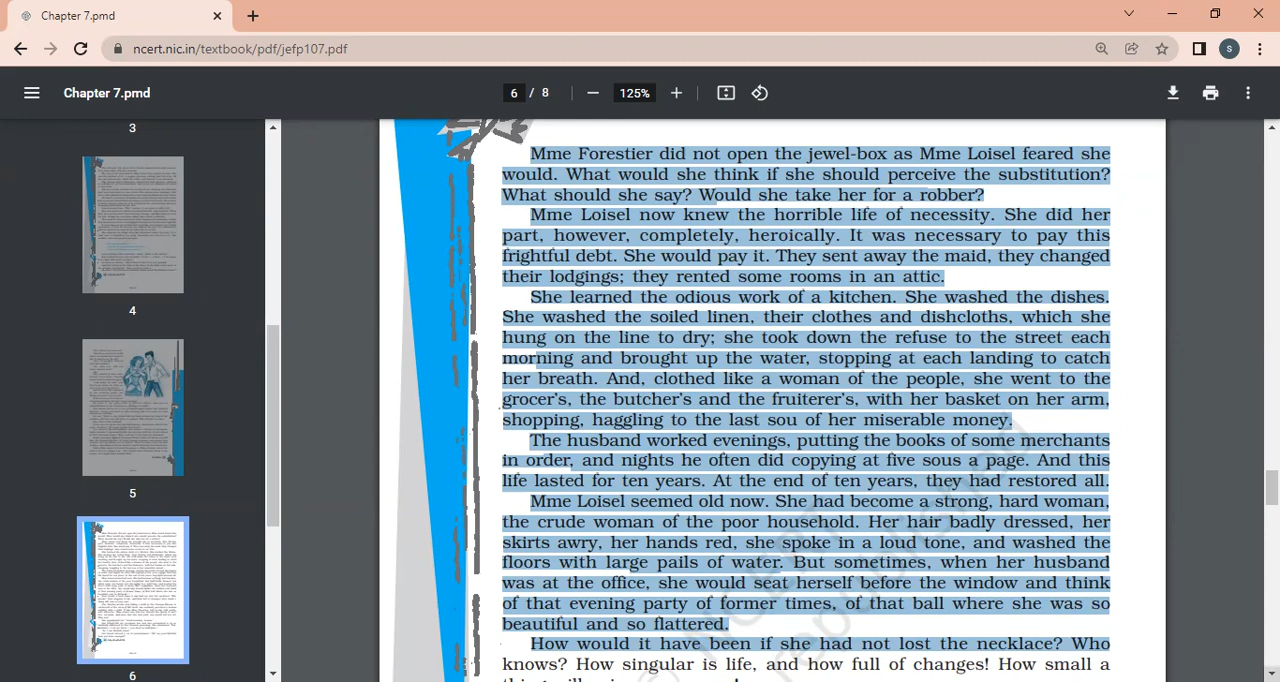 Chapter 7.pmd
ncert.nic.in/textbook/pdf/jefp107.pdf
S
Chapter 7.pmd
6 / 8
125%
3
4
5
6
Mme Forestier did not open the jewel-box as Mme Loisel feared she
would. What would she think if she should perceive the substitution?
What would she say? Would she take her for a robber?
Mme Loisel now knew the horrible life of necessity. She did her
part, however, completely, heroically. It was necessary to pay this
frightful debt. She would pay it. They sent away the maid, they changed
their lodgings; they rented some rooms in an attic.
She learned the odious work of a kitchen. She washed the dishes.
She washed the soiled linen, their clothes and dishcloths, which she
hung on the line to dry; she took down the refuse to the street each
morning and brought up the water, stopping at each landing to catch
her breath. And, clothed like a woman of the people, she went to the
grocer's, the butcher's and the fruiterer's, with her basket on her arm,
shopping, haggling to the last sou her miserable money.
The husband worked evenings, putting the books of some merchants
in order, and nights he often did copying at five sous a page. And this
life lasted for ten years. At the end of ten years, they had restored all.
Mme Loisel seemed old now. She had become a strong, hard woman,
the crude woman of the poor household. Her hair badly dressed, her
skirts awry, her hands red, she spoke in a loud tone, and washed the
floors with large pails of water. But sometimes, when her husband
was at the office, she would seat herself before the window and think
of that evening party of former times, of that ball where she was so
beautiful and so flattered.
How would it have been if she had not lost the necklace? Who
knows? How singular is life, and how full of changes! How small a